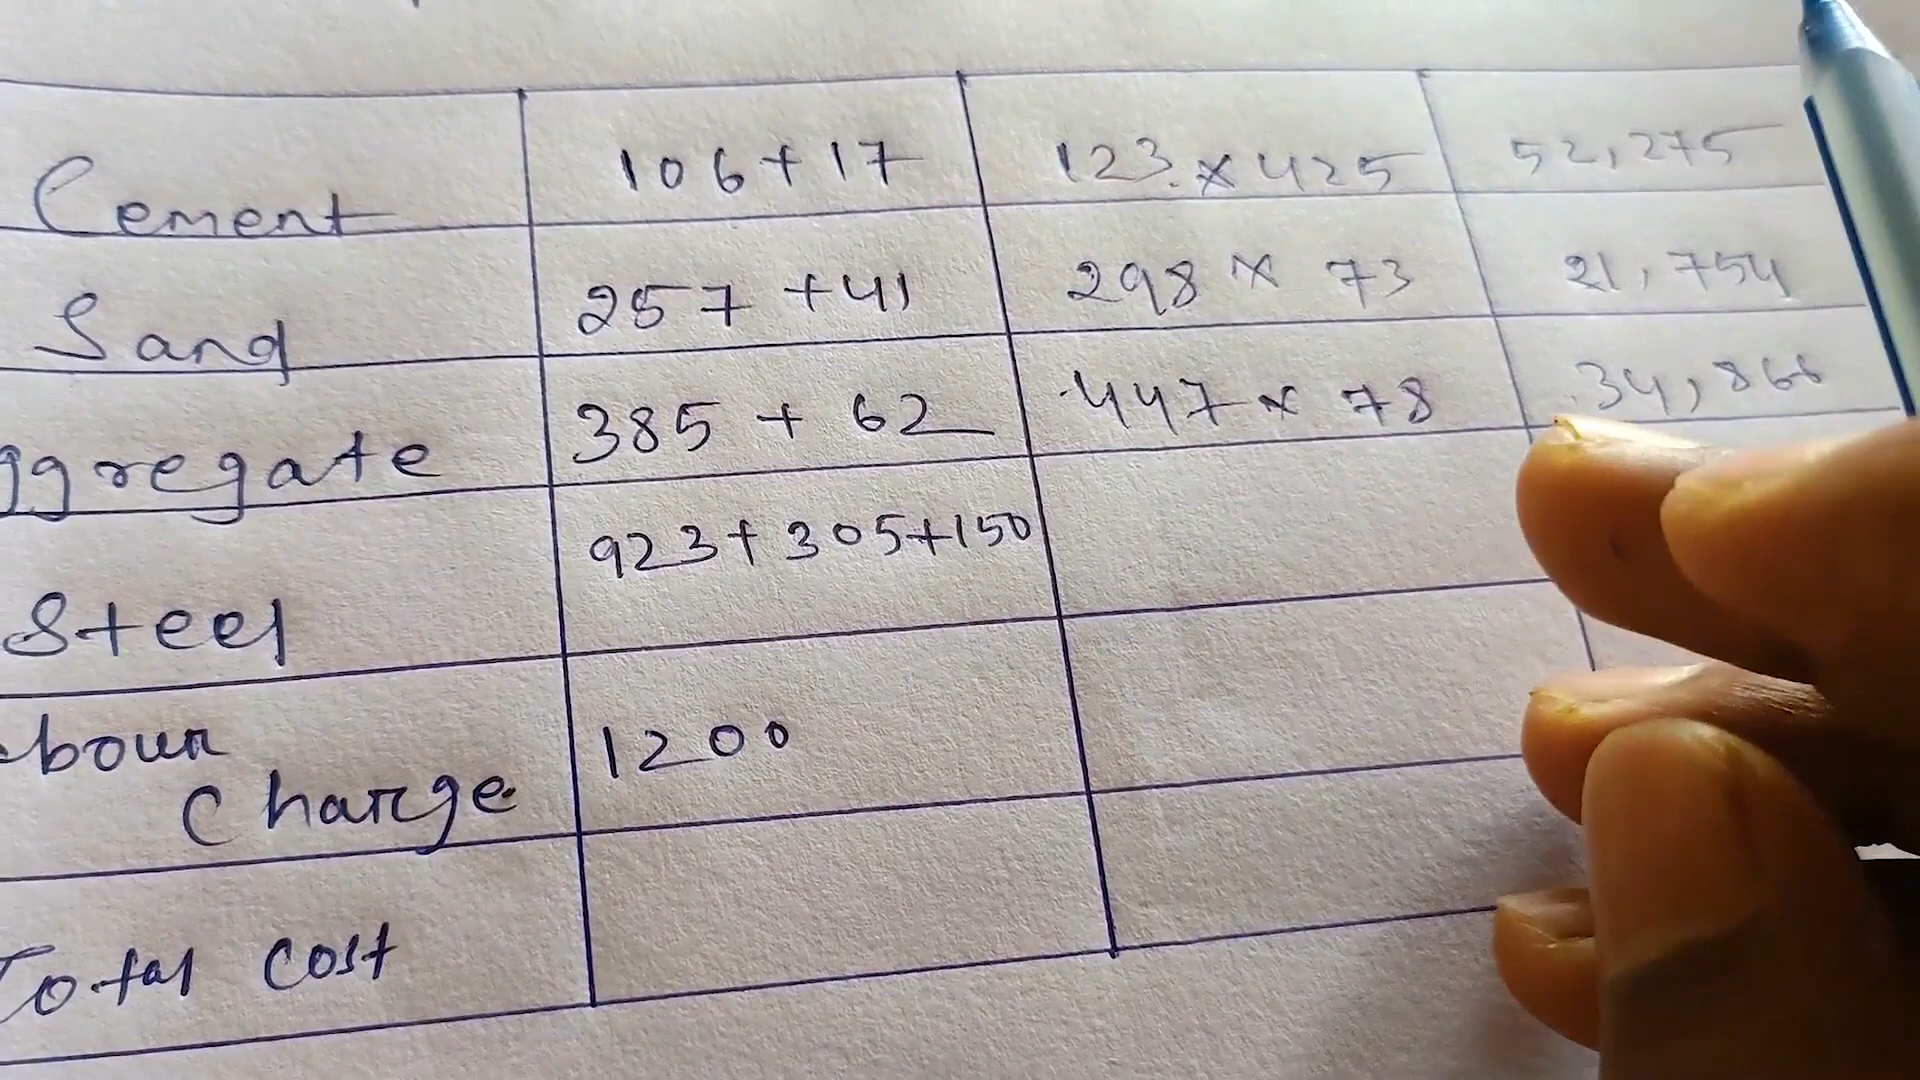 Cement 106+17 123.×425 52,275
Sand 257+41 298 × 73 21,754
ggregate 385 + 62 447 × 78 34,866
Steel 923+305+150
bour
Charge 1200
Total cost